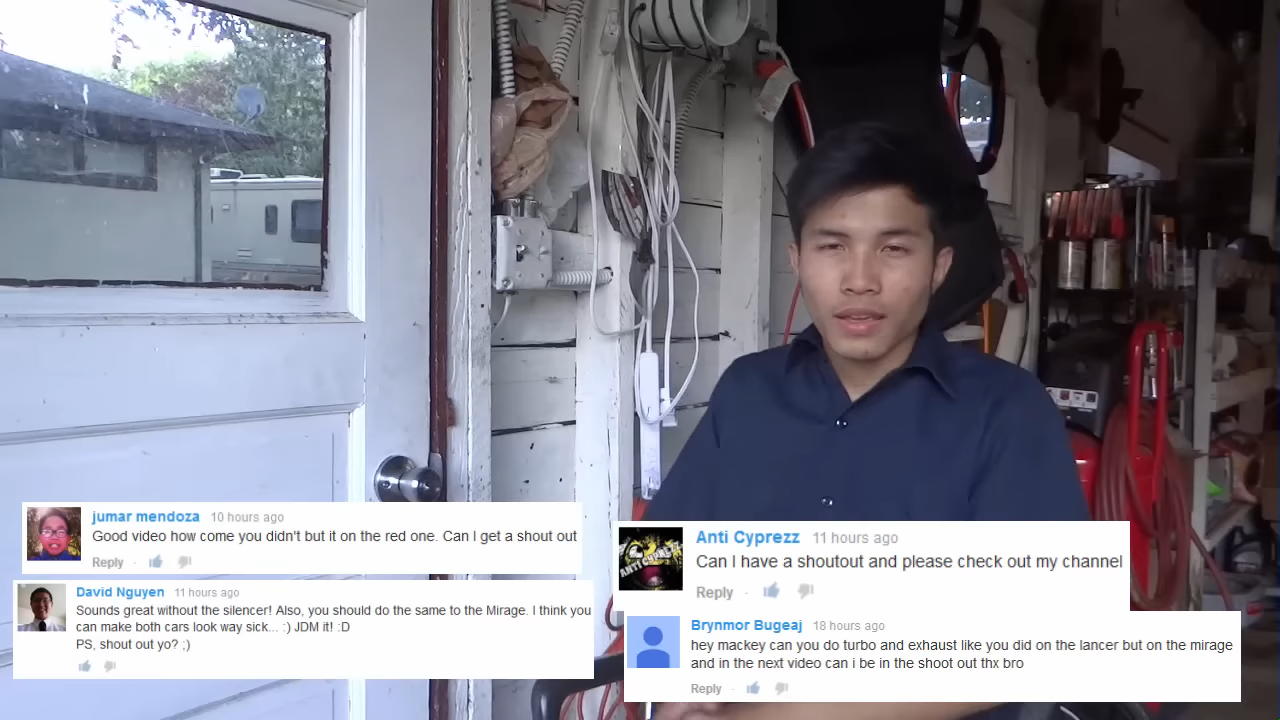 jumar mendoza 10 hours ago
Good video how come you didn't but it on the red one. Can I get a shout out
Reply ·
David Nguyen 11 hours ago
Sounds great without the silencer! Also, you should do the same to the Mirage. I think you
can make both cars look way sick... :) JDM it! :D
PS, shout out yo? ;)
ANTI CYPREZZ
Anti Cyprezz 11 hours ago
Can I have a shoutout and please check out my channel
Reply ·
Brynmor Bugeaj 18 hours ago
hey mackey can you do turbo and exhaust like you did on the lancer but on the mirage
and in the next video can i be in the shoot out thx bro
Reply ·